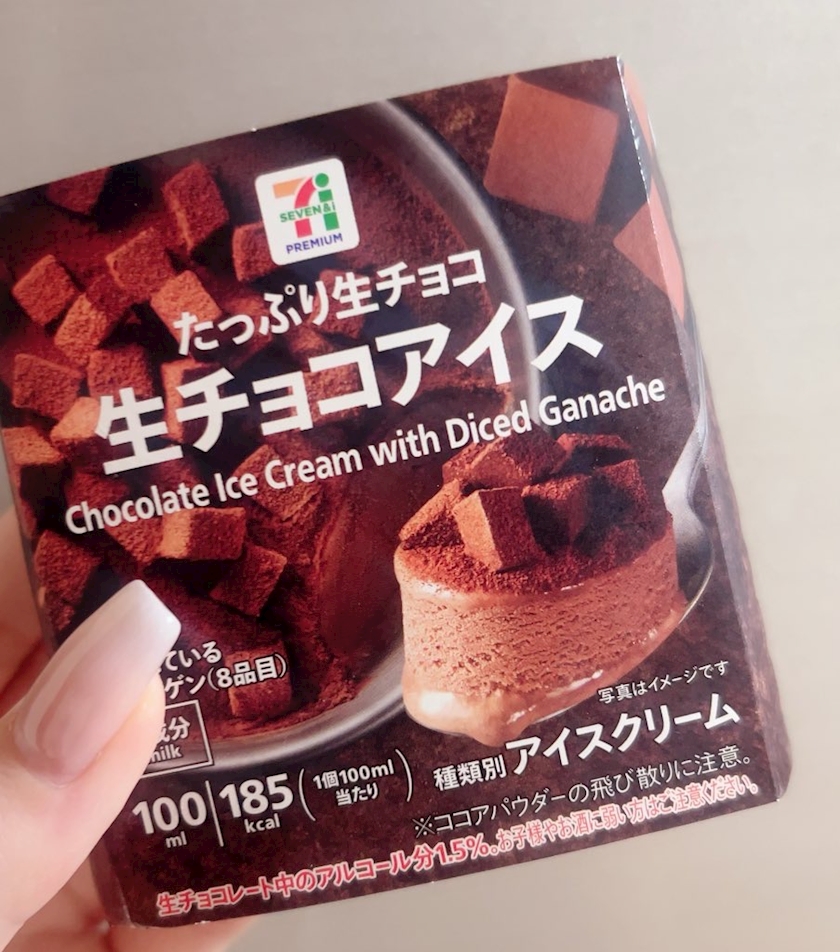 SEVEN&i
PREMIUM
たっぷり生チョコ
生チョコアイス
Chocolate Ice Cream with Diced Ganache
ている
ゲン(8品目)
成分
milk
100ml 185kcal (1個100ml当たり)
写真はイメージです
種類別 アイスクリーム
※ココアパウダーの飛び散りに注意。
生チョコレート中のアルコール分1.5%。お子様やお酒に弱い方はご注意ください。